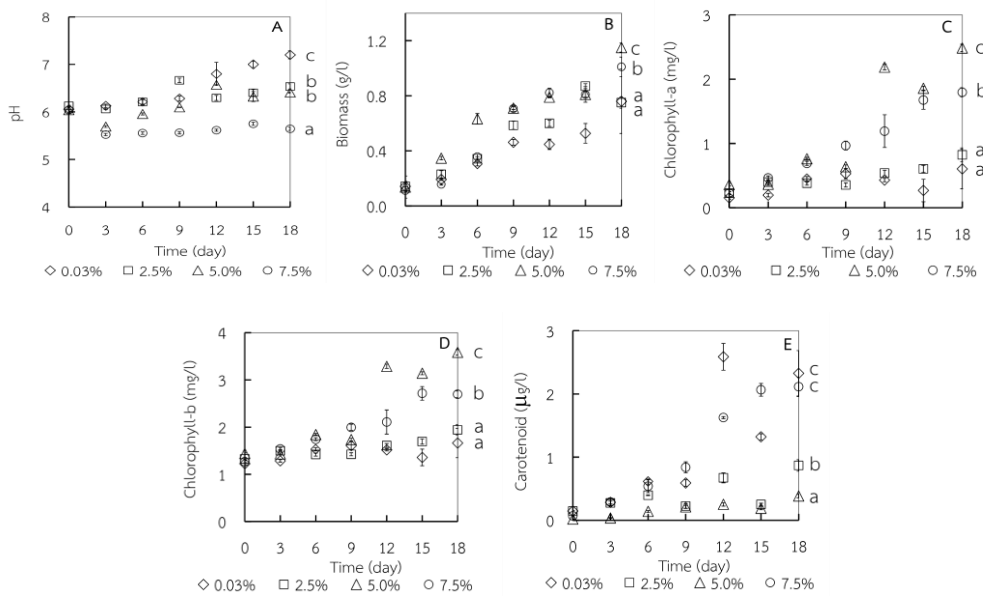 A
pH
8
7
6
5
4
c
b
b
a
0 3 6 9 12 15 18
Time (day)
0.03% 2.5% 5.0% 7.5%
B
Biomass (g/l)
1.2
0.8
0.4
0.0
c
b
a
a
0 3 6 9 12 15 18
Time (day)
0.03% 2.5% 5.0% 7.5%
C
Chlorophyll-a (mg/l)
3
2
1
0
c
b
a
a
0 3 6 9 12 15 18
Time (day)
0.03% 2.5% 5.0% 7.5%
D
Chlorophyll-b (mg/l)
4
3
2
1
0
c
b
a
a
0 3 6 9 12 15 18
Time (day)
0.03% 2.5% 5.0% 7.5%
E
Carotenoid (µg/l)
3
2
1
0
c
c
b
a
0 3 6 9 12 15 18
Time (day)
0.03% 2.5% 5.0% 7.5%